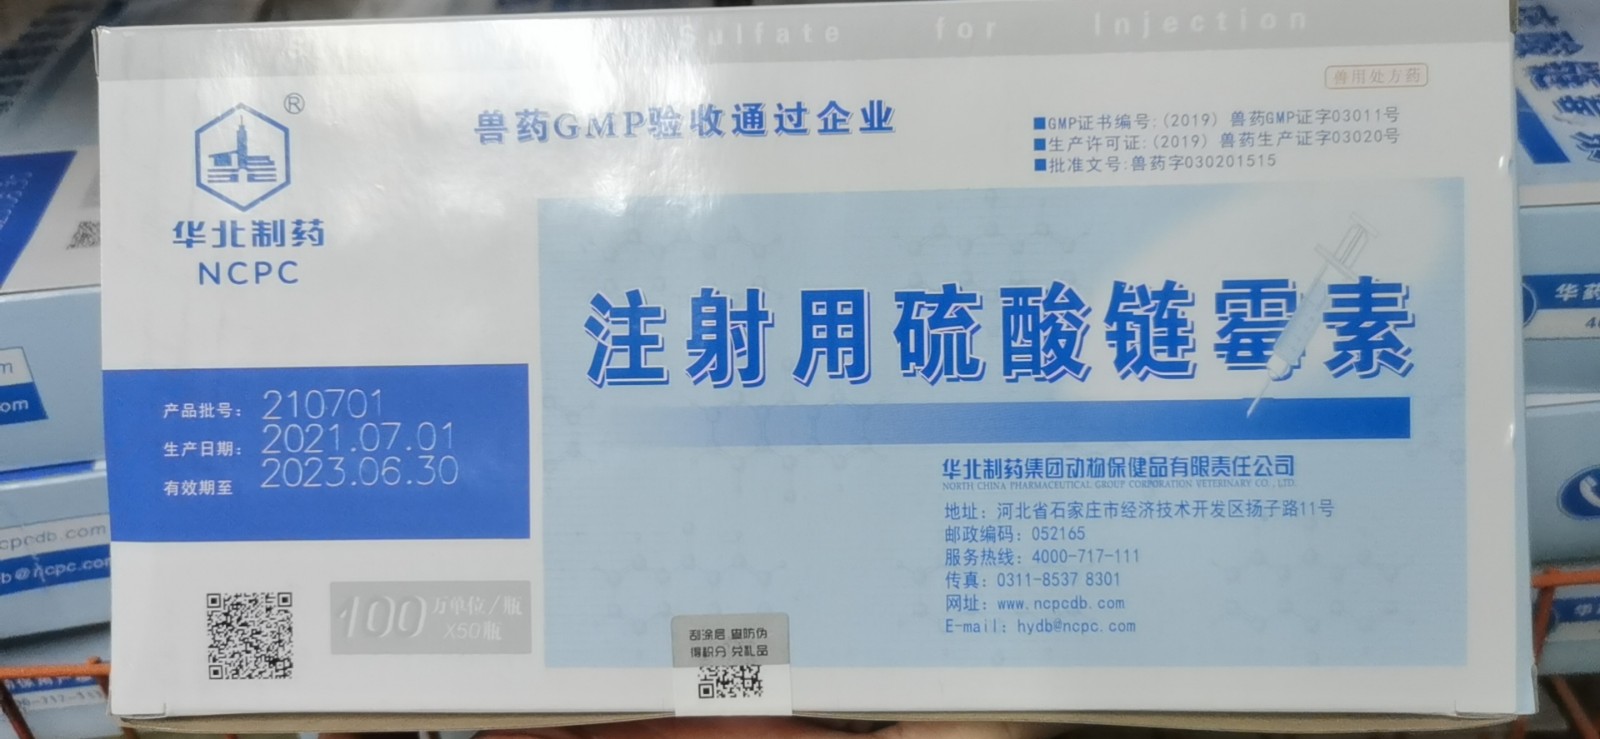 Sulfate for Injection
兽用处方药
®
华北制药
NCPC
兽药GMP验收通过企业
■GMP证书编号:(2019) 兽药GMP证字03011号
■生产许可证:(2019) 兽药生产证字03020号
■批准文号:兽药字030201515
注射用硫酸链霉素
产品批号: 210701
生产日期: 2021.07.01
有效期至 2023.06.30
华北制药集团动物保健品有限责任公司
NORTH CHINA PHARMACEUTICAL GROUP CORPORATION VETERINARY CO., LTD.
地址: 河北省石家庄市经济技术开发区扬子路11号
邮政编码: 052165
服务热线: 4000-717-111
传真: 0311-8537 8301
网址: www.ncpcdb.com
E-mail: hydb@ncpc.com
100万单位/瓶
X50瓶
刮涂层 查防伪
得积分 兑礼品
om
cpcdb.com
b@ncpc.com
华药